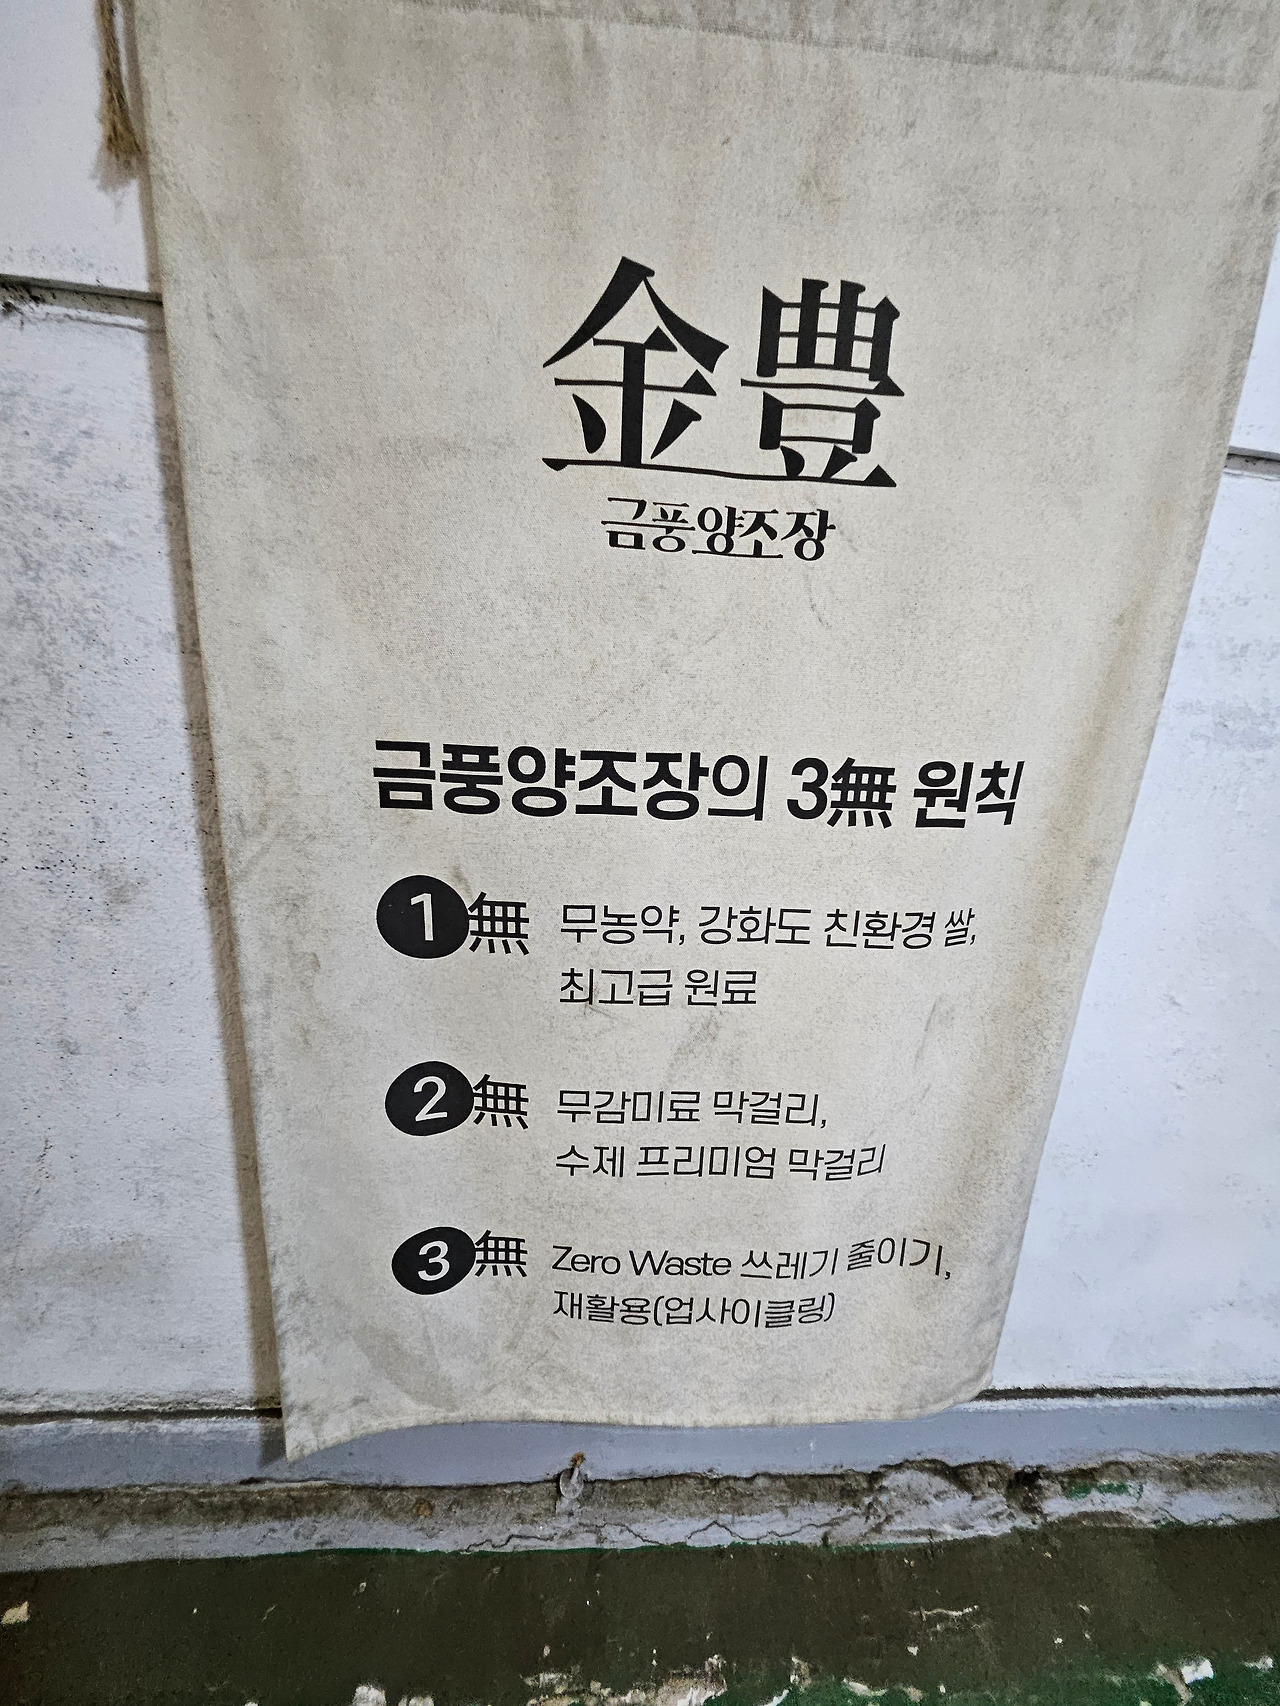 金豊
금풍양조장
금풍양조장의 3無 원칙
1無 무농약, 강화도 친환경 쌀,
최고급 원료
2無 무감미료 막걸리,
수제 프리미엄 막걸리
3無 Zero Waste 쓰레기 줄이기,
재활용(업사이클링)